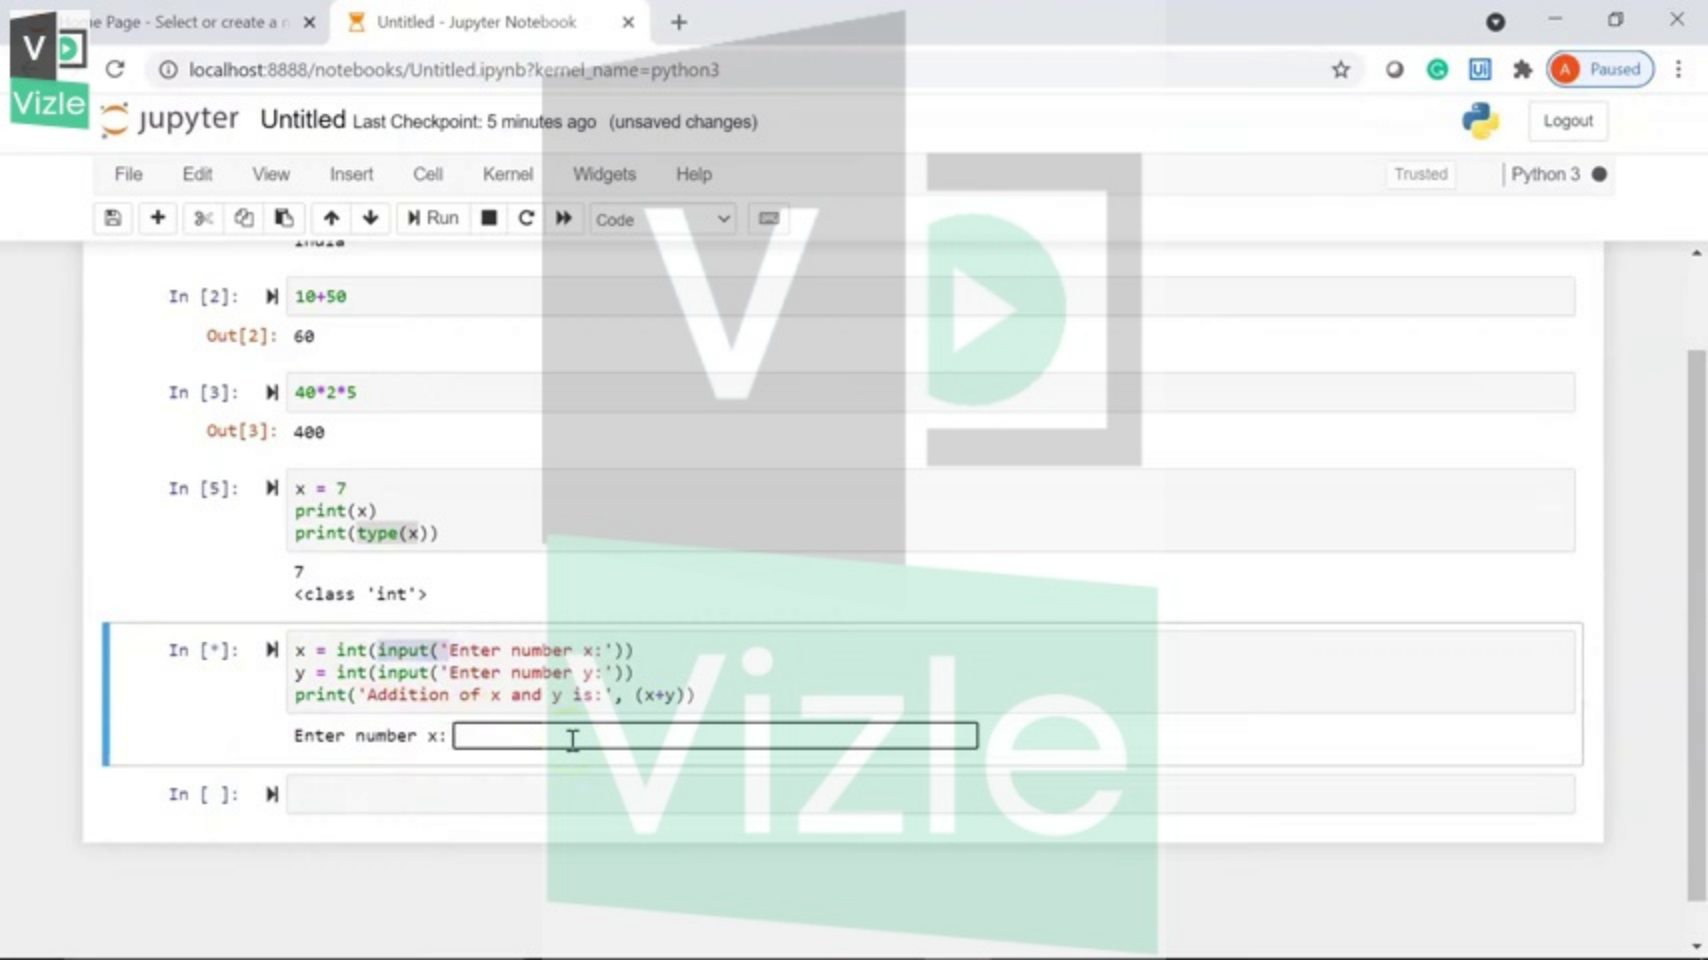 Home Page - Select or create a n
Untitled - Jupyter Notebook
localhost:8888/notebooks/Untitled.ipynb?kernel_name=python3
A Paused
V
Vizle
jupyter Untitled Last Checkpoint: 5 minutes ago (unsaved changes)
Logout
File Edit View Insert Cell Kernel Widgets Help
Trusted
Python 3
Run
Code
In [2]: 10+50
Out[2]: 60
In [3]: 40*2*5
Out[3]: 400
In [5]: x = 7
print(x)
print(type(x))
7
<class 'int'>
In [*]: x = int(input('Enter number x:'))
y = int(input('Enter number y:'))
print('Addition of x and y is:', (x+y))
Enter number x:
In [ ]:
V
Vizle